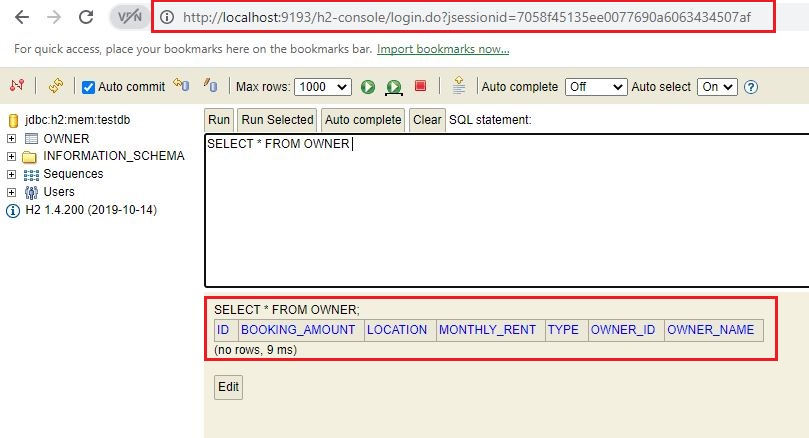 VPN http://localhost:9193/h2-console/login.do?jsessionid=7058f45135ee0077690a6063434507af
For quick access, place your bookmarks here on the bookmarks bar. Import bookmarks now...
Auto commit Max rows: 1000 Auto complete Off Auto select On
jdbc:h2:mem:testdb
OWNER
INFORMATION_SCHEMA
Sequences
Users
H2 1.4.200 (2019-10-14)
Run Run Selected Auto complete Clear SQL statement:
SELECT * FROM OWNER
SELECT * FROM OWNER;
ID BOOKING_AMOUNT LOCATION MONTHLY_RENT TYPE OWNER_ID OWNER_NAME
(no rows, 9 ms)
Edit